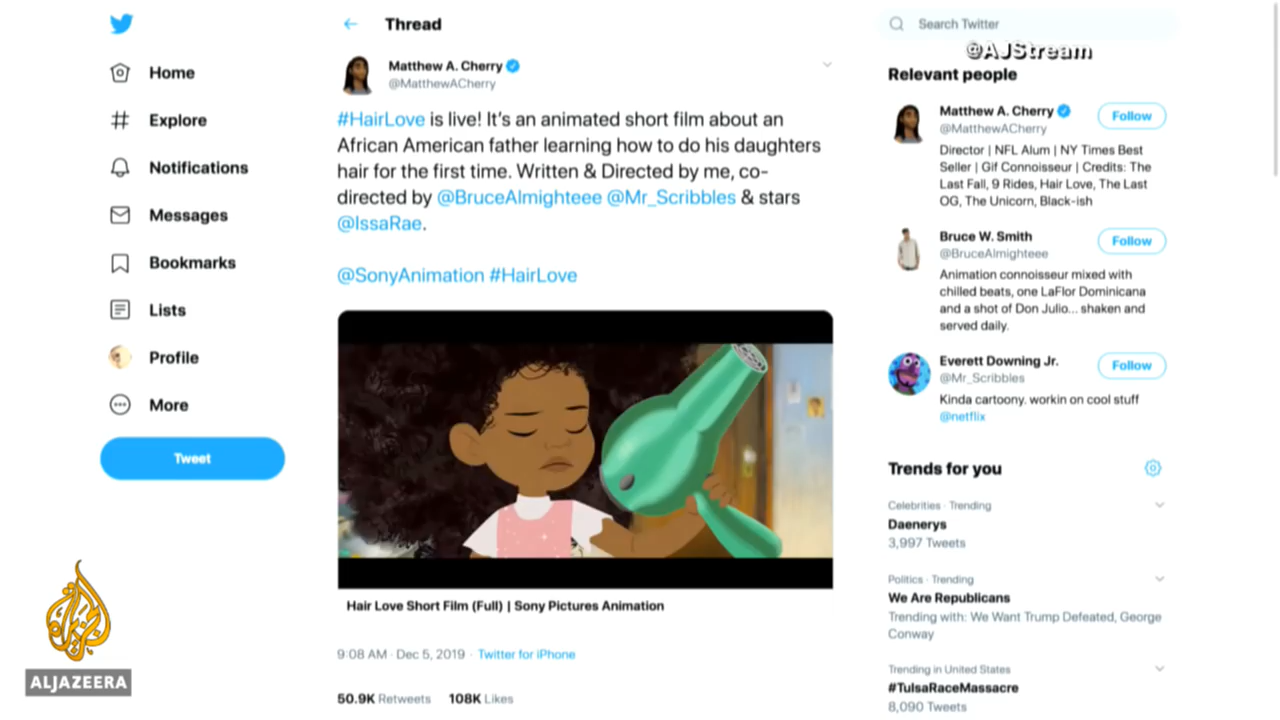 Home
Explore
Notifications
Messages
Bookmarks
Lists
Profile
More
Tweet
ALJAZEERA
Thread
Matthew A. Cherry
@MatthewACherry
#HairLove is live! It's an animated short film about an
African American father learning how to do his daughters
hair for the first time. Written & Directed by me, co-
directed by @BruceAlmighteee @Mr_Scribbles & stars
@IssaRae.
@SonyAnimation #HairLove
Hair Love Short Film (Full) | Sony Pictures Animation
9:08 AM · Dec 5, 2019 · Twitter for iPhone
50.9K Retweets 108K Likes
Search Twitter
@AJStream
Relevant people
Matthew A. Cherry
@MatthewACherry
Follow
Director | NFL Alum | NY Times Best
Seller | Gif Connoisseur | Credits: The
Last Fall, 9 Rides, Hair Love, The Last
OG, The Unicorn, Black-ish
Bruce W. Smith
@BruceAlmighteee
Follow
Animation connoisseur mixed with
chilled beats, one LaFlor Dominicana
and a shot of Don Julio... shaken and
served daily.
Everett Downing Jr.
@Mr_Scribbles
Follow
Kinda cartoony. workin on cool stuff
@netflix
Trends for you
Celebrities · Trending
Daenerys
3,997 Tweets
Politics · Trending
We Are Republicans
Trending with: We Want Trump Defeated, George
Conway
Trending in United States
#TulsaRaceMassacre
8,090 Tweets